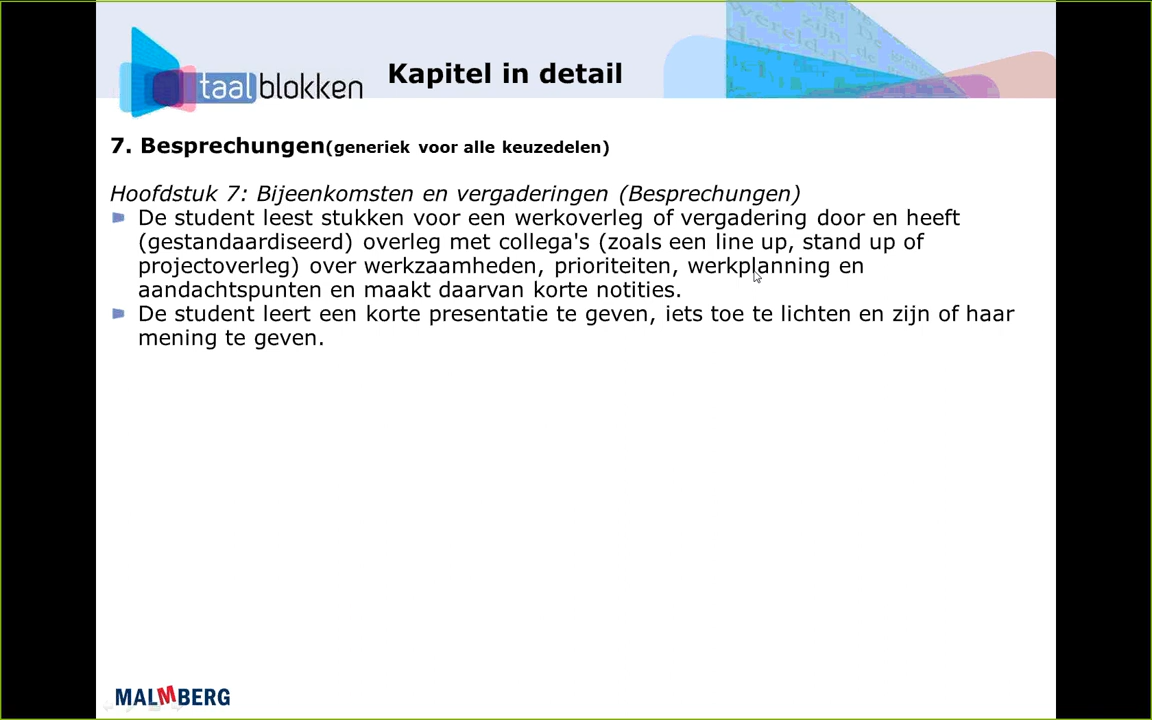 taalblokken
Kapitel in detail
7. Besprechungen(generiek voor alle keuzedelen)
Hoofdstuk 7: Bijeenkomsten en vergaderingen (Besprechungen)
De student leest stukken voor een werkoverleg of vergadering door en heeft
(gestandaardiseerd) overleg met collega's (zoals een line up, stand up of
projectoverleg) over werkzaamheden, prioriteiten, werkplanning en
aandachtspunten en maakt daarvan korte notities.
De student leert een korte presentatie te geven, iets toe te lichten en zijn of haar
mening te geven.
MALMBERG